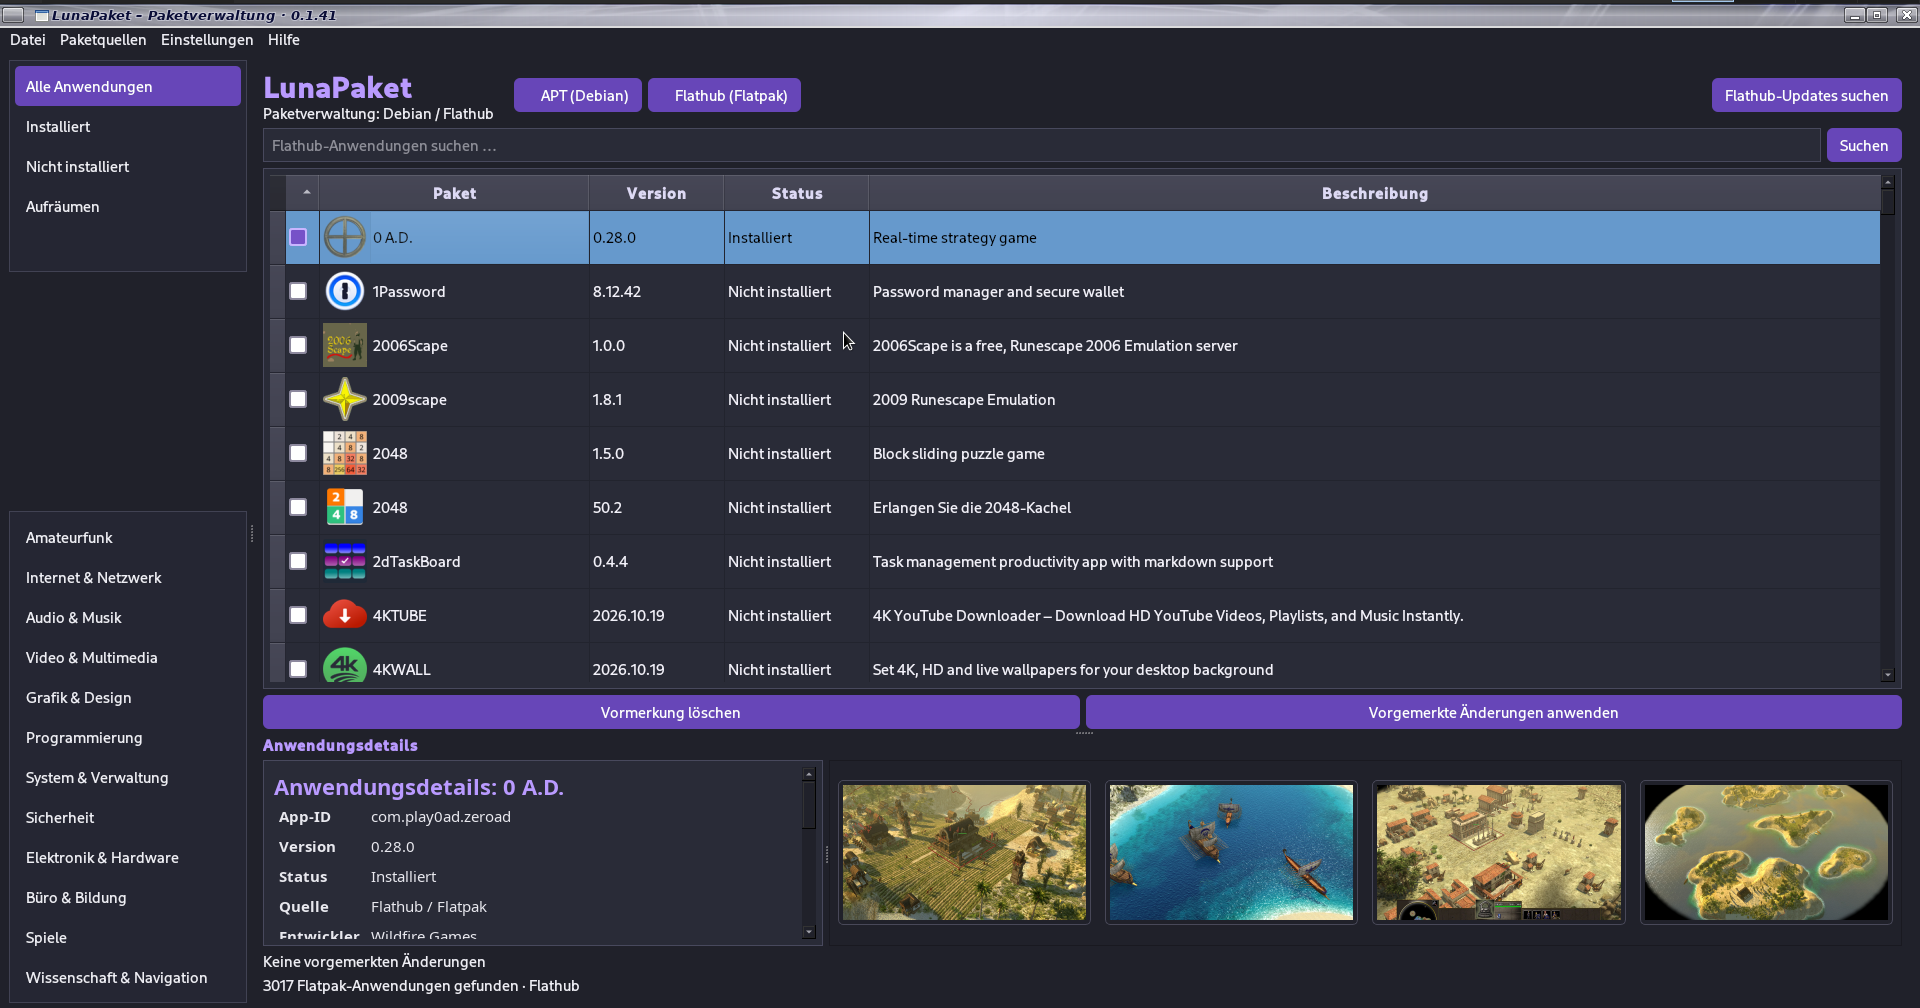 LunaPaket – Paketverwaltung · 0.1.41
Datei Paketquellen Einstellungen Hilfe
Alle Anwendungen
Installiert
Nicht installiert
Aufräumen
Amateurfunk
Internet & Netzwerk
Audio & Musik
Video & Multimedia
Grafik & Design
Programmierung
System & Verwaltung
Sicherheit
Elektronik & Hardware
Büro & Bildung
Spiele
Wissenschaft & Navigation
LunaPaket
Paketverwaltung: Debian / Flathub
APT (Debian) Flathub (Flatpak) Flathub-Updates suchen
Flathub-Anwendungen suchen ... Suchen
Paket Version Status Beschreibung
0 A.D. 0.28.0 Installiert Real-time strategy game
1Password 8.12.42 Nicht installiert Password manager and secure wallet
2006Scape 1.0.0 Nicht installiert 2006Scape is a free, Runescape 2006 Emulation server
2009scape 1.8.1 Nicht installiert 2009 Runescape Emulation
2048 1.5.0 Nicht installiert Block sliding puzzle game
2048 50.2 Nicht installiert Erlangen Sie die 2048-Kachel
2dTaskBoard 0.4.4 Nicht installiert Task management productivity app with markdown support
4KTUBE 2026.10.19 Nicht installiert 4K YouTube Downloader – Download HD YouTube Videos, Playlists, and Music Instantly.
4KWALL 2026.10.19 Nicht installiert Set 4K, HD and live wallpapers for your desktop background
Vormerkung löschen Vorgemerkte Änderungen anwenden
Anwendungsdetails
Anwendungsdetails: 0 A.D.
App-ID com.play0ad.zeroad
Version 0.28.0
Status Installiert
Quelle Flathub / Flatpak
Entwickler Wildfire Games
Keine vorgemerkten Änderungen
3017 Flatpak-Anwendungen gefunden · Flathub